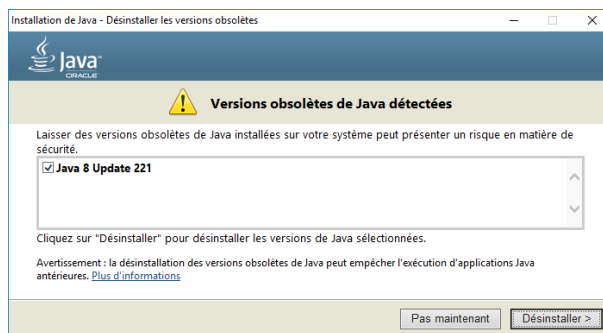 Installation de Java - Désinstaller les versions obsolètes
Java
ORACLE
Versions obsolètes de Java détectées
Laisser des versions obsolètes de Java installées sur votre système peut présenter un risque en matière de
sécurité.
Java 8 Update 221
Cliquez sur "Désinstaller" pour désinstaller les versions de Java sélectionnées.
Avertissement : la désinstallation des versions obsolètes de Java peut empêcher l'exécution d'applications Java
antérieures. Plus d'informations
Pas maintenant Désinstaller >